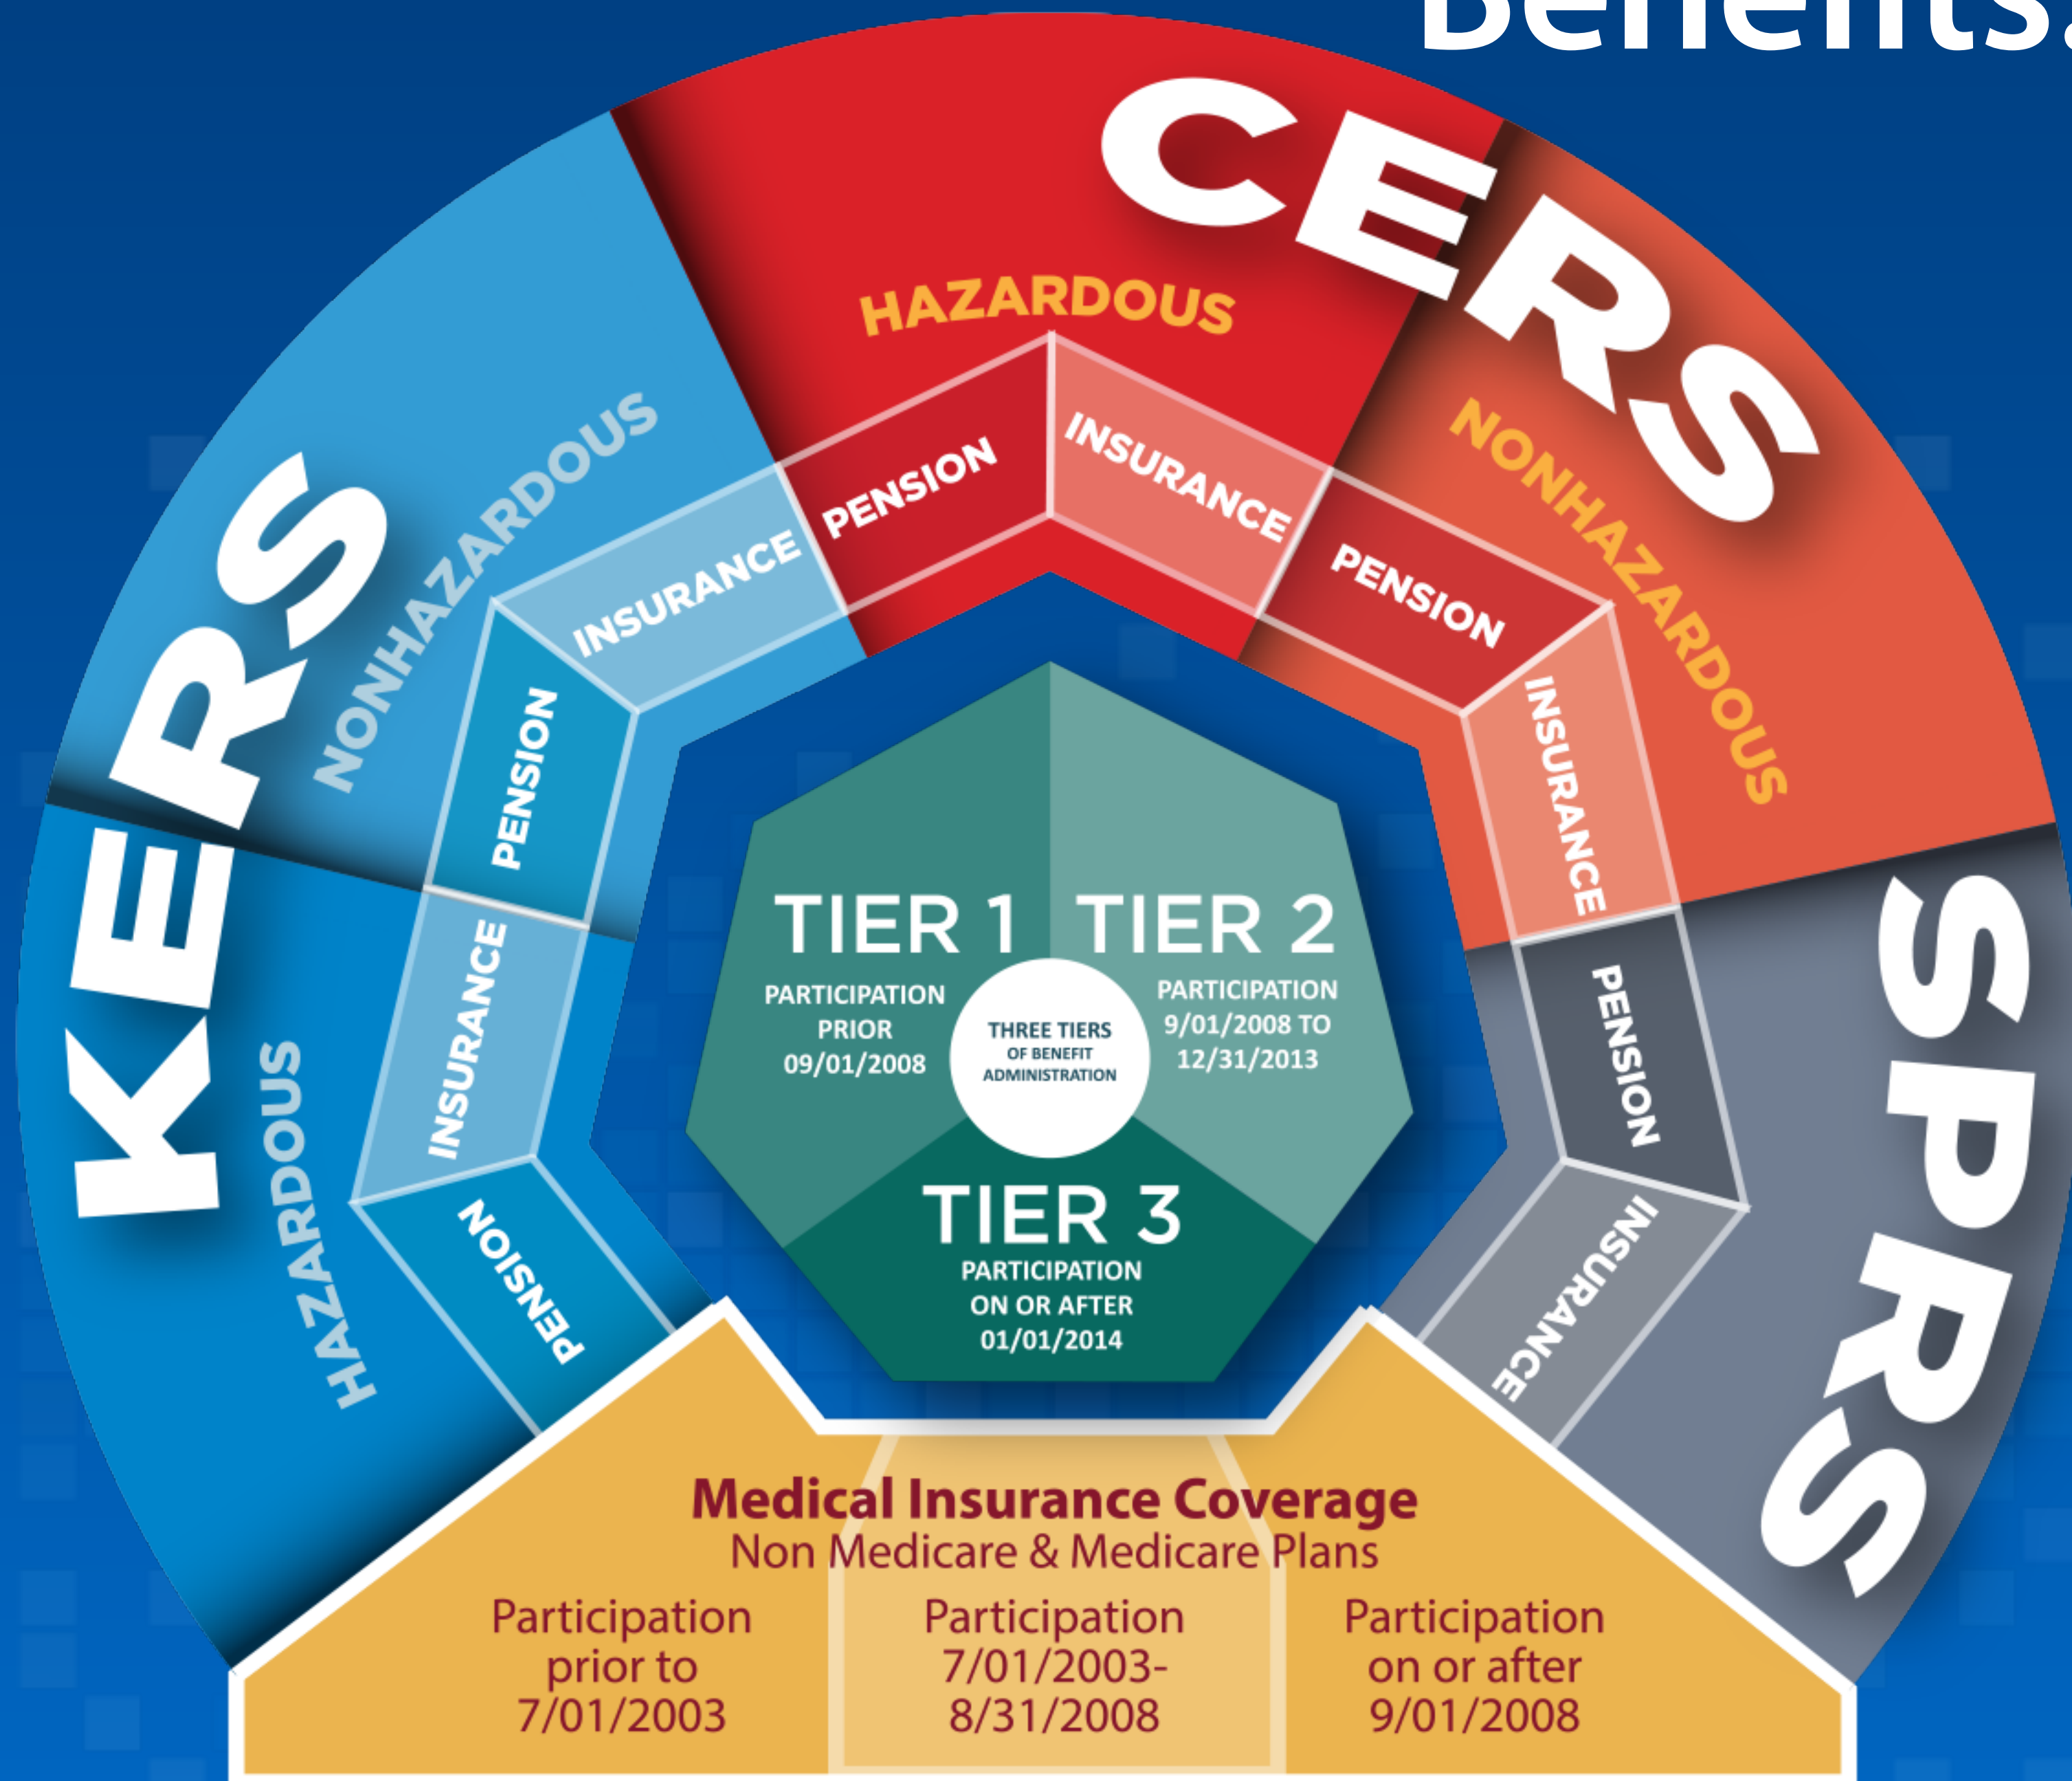 Benefits.
KERS
NONHAZARDOUS
INSURANCE
PENSION
HAZARDOUS
INSURANCE
PENSION
CERS
HAZARDOUS
PENSION
INSURANCE
NONHAZARDOUS
PENSION
INSURANCE
SPRS
PENSION
INSURANCE
TIER 1
PARTICIPATION
PRIOR
09/01/2008
TIER 2
PARTICIPATION
9/01/2008 TO
12/31/2013
THREE TIERS
OF BENEFIT
ADMINISTRATION
TIER 3
PARTICIPATION
ON OR AFTER
01/01/2014
Medical Insurance Coverage
Non Medicare & Medicare Plans
Participation
prior to
7/01/2003
Participation
7/01/2003-
8/31/2008
Participation
on or after
9/01/2008